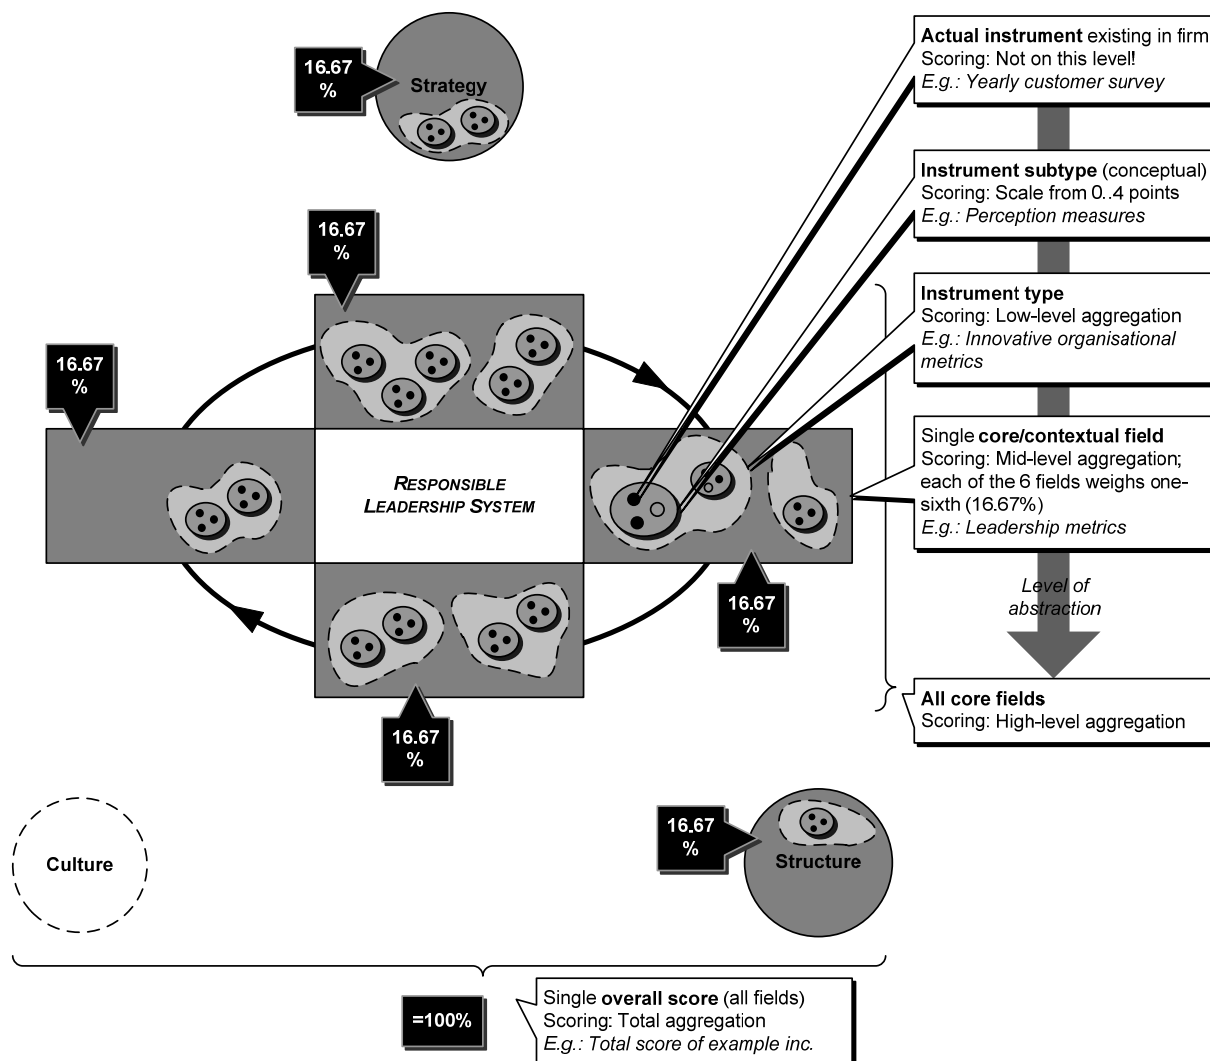 16.67
%
Strategy
Actual instrument existing in firm
Scoring: Not on this level!
E.g.: Yearly customer survey
Instrument subtype (conceptual)
Scoring: Scale from 0..4 points
E.g.: Perception measures
16.67
%
Instrument type
Scoring: Low-level aggregation
E.g.: Innovative organisational
metrics
16.67
%
Single core/contextual field
Scoring: Mid-level aggregation;
each of the 6 fields weighs one-
sixth (16.67%)
E.g.: Leadership metrics
RESPONSIBLE
LEADERSHIP SYSTEM
16.67
%
Level of
abstraction
All core fields
Scoring: High-level aggregation
16.67
%
Culture
16.67
%
Structure
=100%
Single overall score (all fields)
Scoring: Total aggregation
E.g.: Total score of example inc.